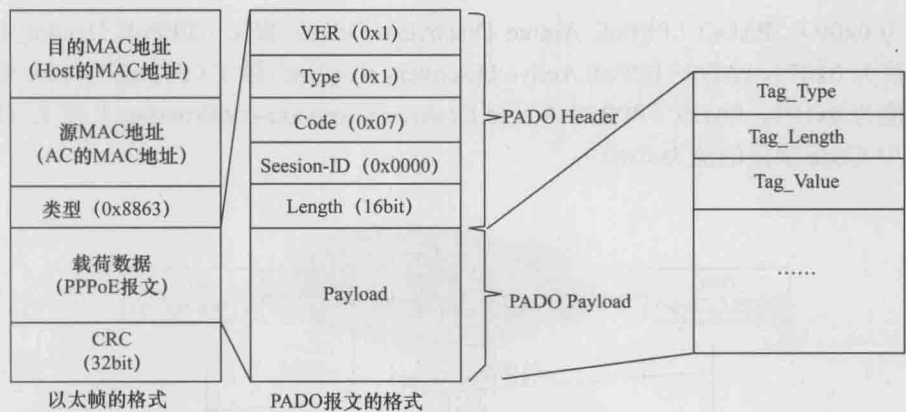 目的MAC地址
(Host的MAC地址)
源MAC地址
(AC的MAC地址)
类型（0x8863）
载荷数据
(PPPoE报文)
CRC
(32bit)
以太帧的格式
VER（0x1）
Type（0x1）
Code（0x07）
Seesion-ID（0x0000）
Length（16bit）
Payload
PADO报文的格式
PADO Header
PADO Payload
Tag_Type
Tag_Length
Tag_Value
……